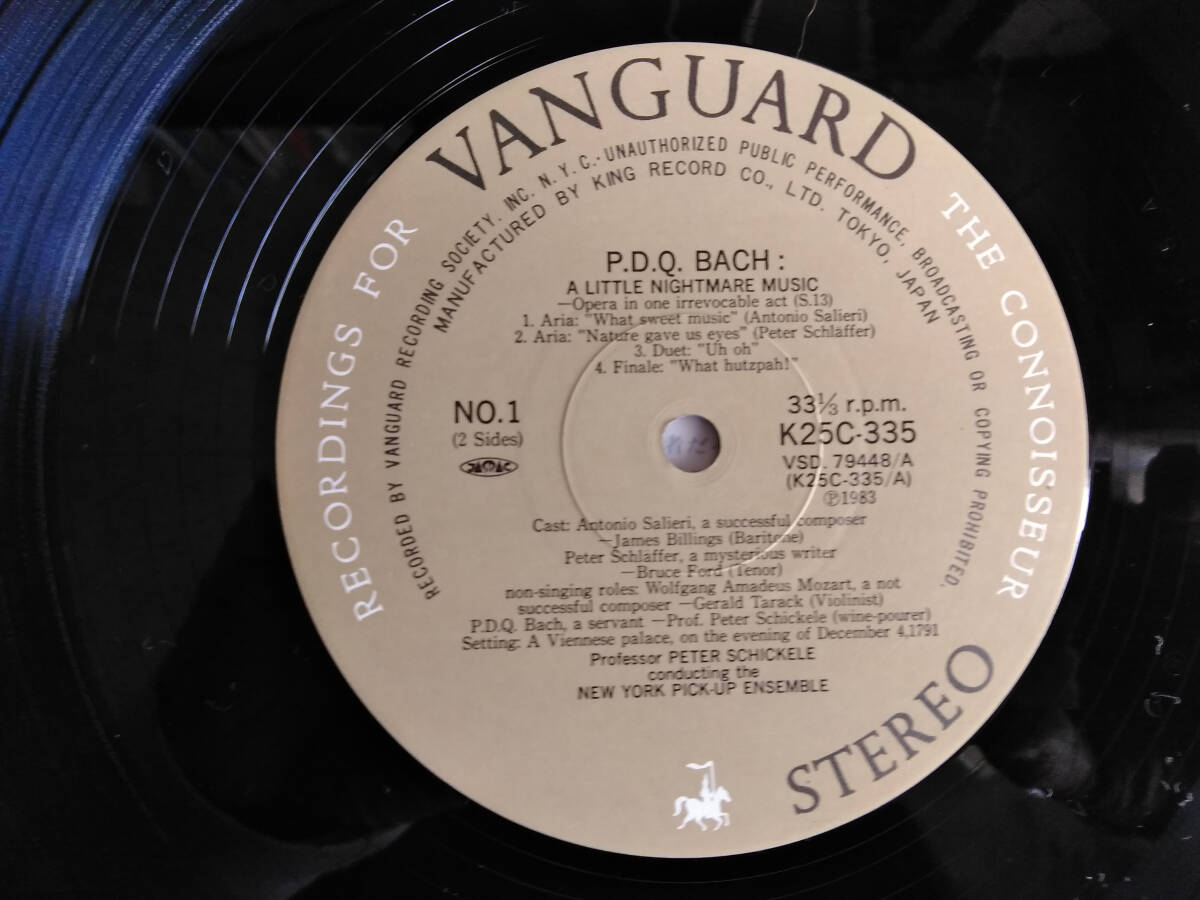 VANGUARD
RECORDINGS FOR THE CONNOISSEUR
RECORDED BY VANGUARD RECORDING SOCIETY, INC. N.Y.C.·UNAUTHORIZED PUBLIC PERFORMANCE, BROADCASTING OR COPYING PROHIBITED.
MANUFACTURED BY KING RECORD CO., LTD. TOKYO, JAPAN
P.D.Q. BACH :
A LITTLE NIGHTMARE MUSIC
—Opera in one irrevocable act (S.13)
1. Aria: "What sweet music" (Antonio Salieri)
2. Aria: "Nature gave us eyes" (Peter Schlaffer)
3. Duet: "Uh oh"
4. Finale: "What hutzpah!"
NO.1
(2 Sides)
33⅓ r.p.m.
K25C-335
VSD. 79448/A
(K25C-335/A)
Ⓟ1983
Cast: Antonio Salieri, a successful composer
—James Billings (Baritone)
Peter Schlaffer, a mysterious writer
—Bruce Ford (Tenor)
non-singing roles: Wolfgang Amadeus Mozart, a not
successful composer —Gerald Tarack (Violinist)
P.D.Q. Bach, a servant —Prof. Peter Schickele (wine-pourer)
Setting: A Viennese palace, on the evening of December 4,1791
Professor PETER SCHICKELE
conducting the
NEW YORK PICK-UP ENSEMBLE
STEREO